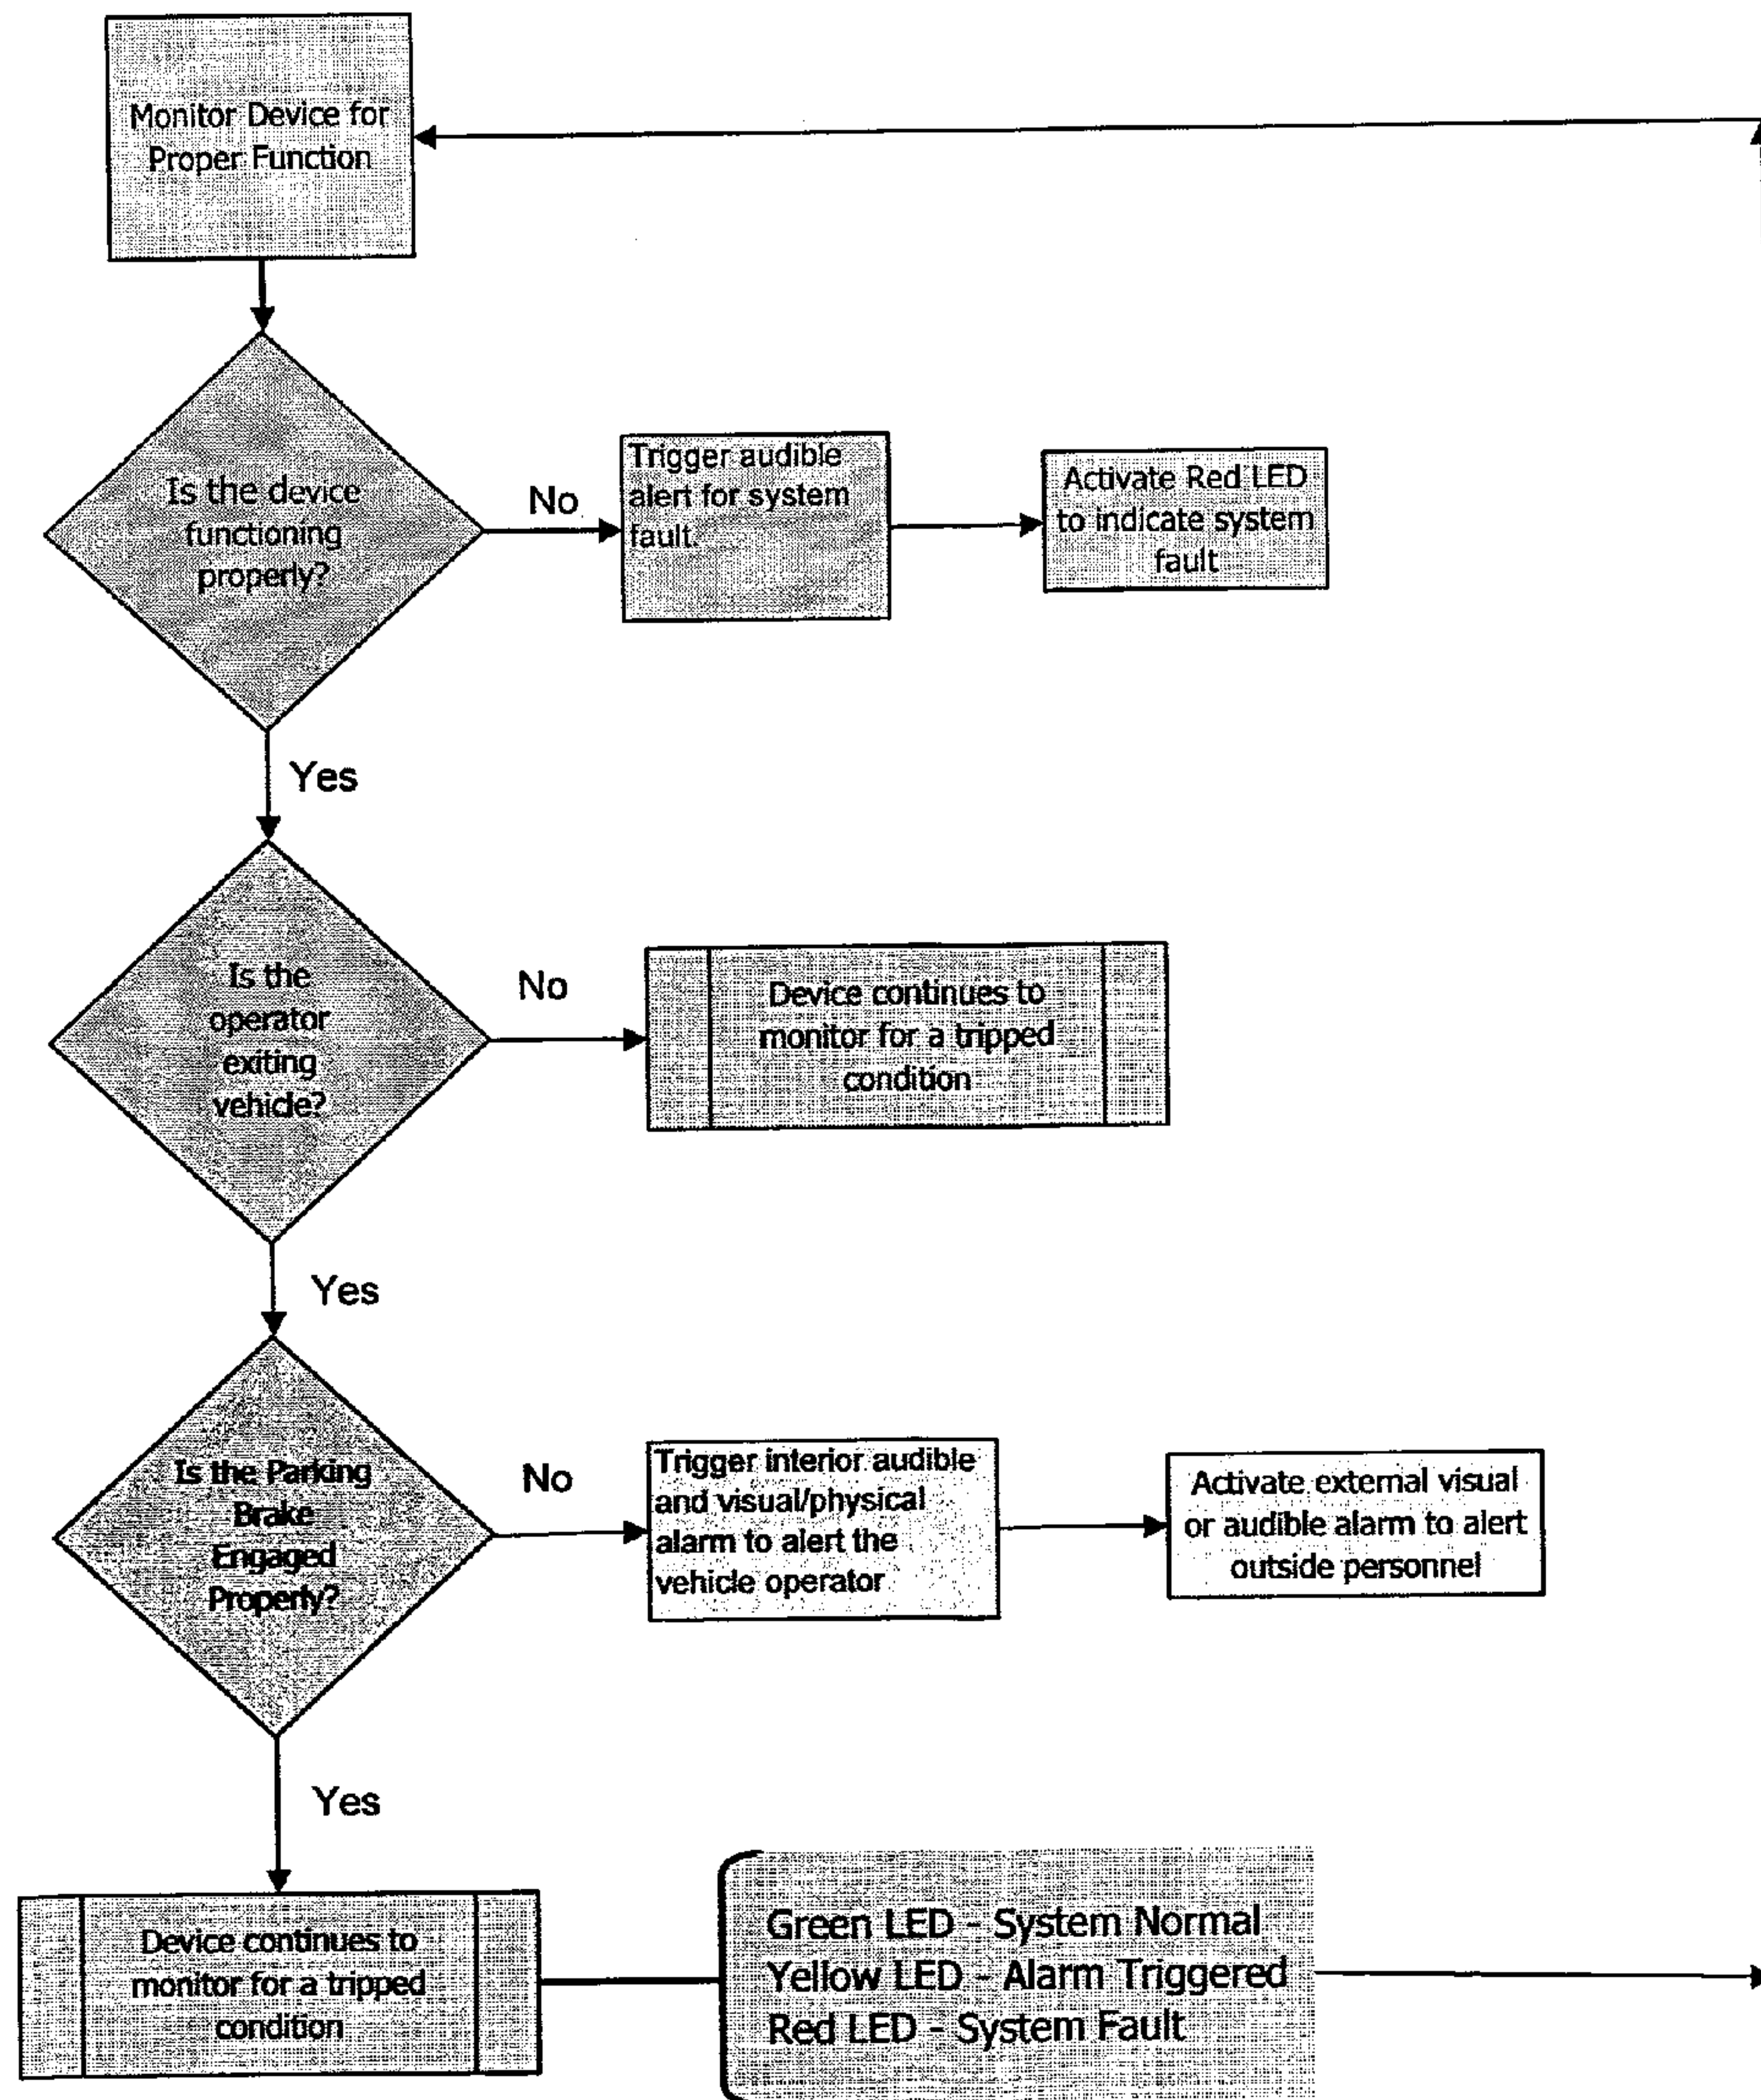 Monitor Device for
Proper Function
Is the device
functioning
properly?
No
Trigger audible
alert for system
fault.
Activate Red LED
to indicate system
fault
Yes
Is the
operator
exiting
vehicle?
No
Device continues to
monitor for a tripped
condition
Yes
Is the Parking
Brake
Engaged
Properly?
No
Trigger interior audible
and visual/physical
alarm to alert the
vehicle operator
Activate external visual
or audible alarm to alert
outside personnel
Yes
Device continues to
monitor for a tripped
condition
Green LED - System Normal
Yellow LED - Alarm Triggered
Red LED - System Fault